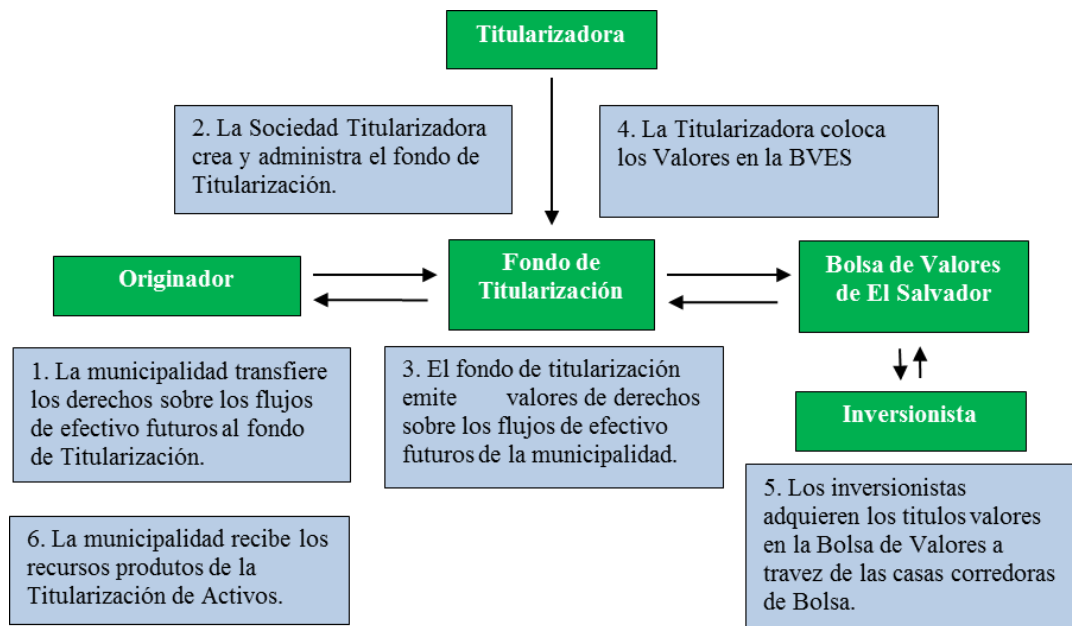 Titularizadora
2. La Sociedad Titularizadora
crea y administra el fondo de
Titularización.
4. La Titularizadora coloca
los Valores en la BVES
Originador
Fondo de
Titularización
Bolsa de Valores
de El Salvador
1. La municipalidad transfiere
los derechos sobre los flujos
de efectivo futuros al fondo
de Titularización.
3. El fondo de titularización
emite valores de derechos
sobre los flujos de efectivo
futuros de la municipalidad.
Inversionista
5. Los inversionistas
adquieren los titulos valores
en la Bolsa de Valores a
travez de las casas corredoras
de Bolsa.
6. La municipalidad recibe los
recursos produtos de la
Titularización de Activos.